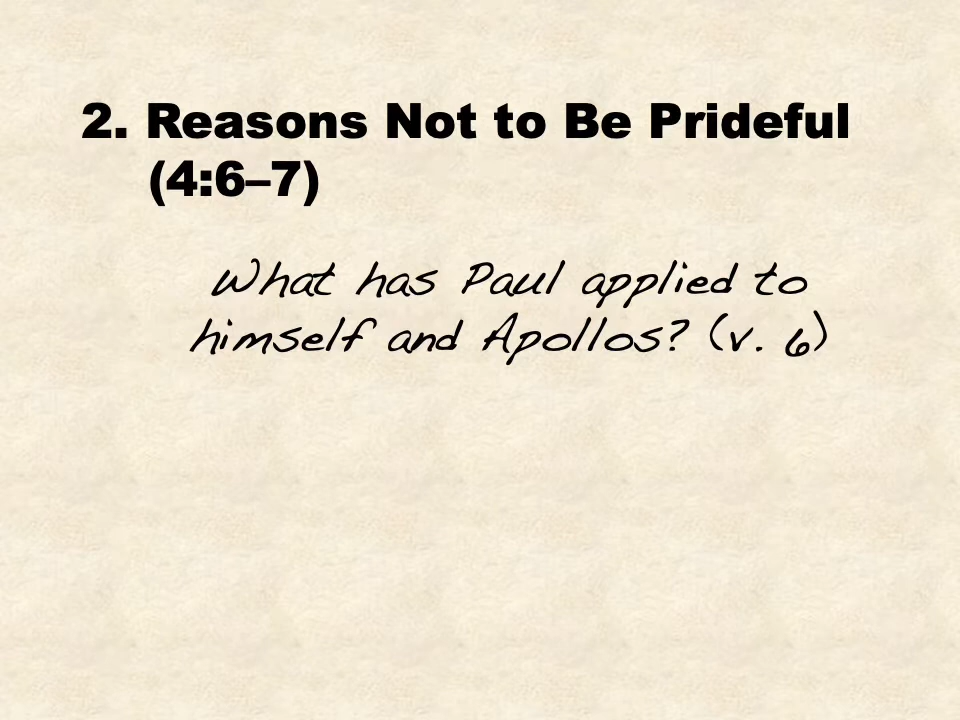 2. Reasons Not to Be Prideful
(4:6–7)
What has Paul applied to
himself and Apollos? (v. 6)